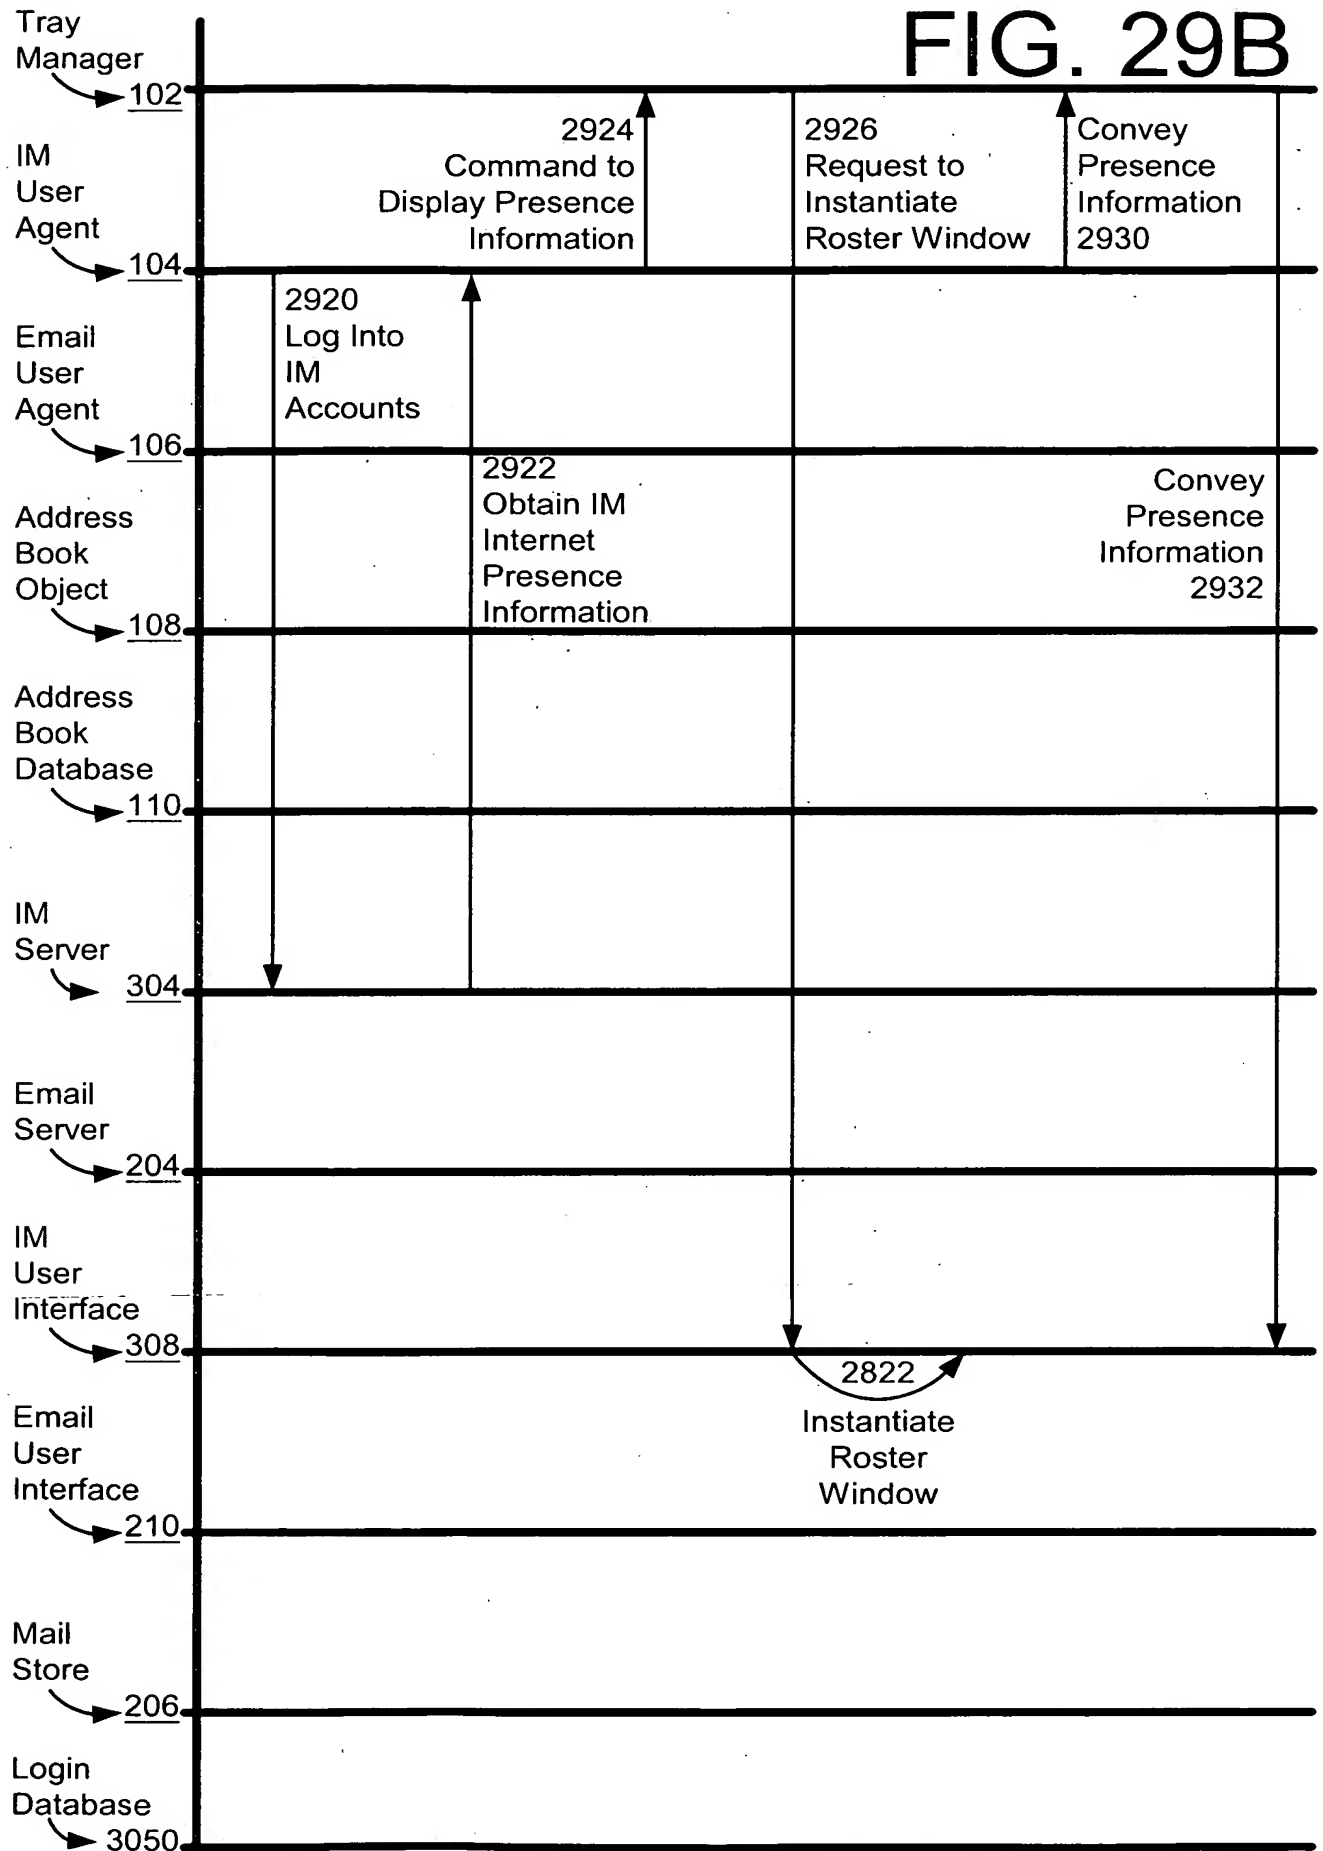 FIG. 29B
Tray
Manager
102
IM
User
Agent
104
Email
User
Agent
106
Address
Book
Object
108
Address
Book
Database
110
IM
Server
304
Email
Server
204
IM
User
Interface
308
Email
User
Interface
210
Mail
Store
206
Login
Database
3050
2920
Log Into
IM
Accounts
2922
Obtain IM
Internet
Presence
Information
2924
Command to
Display Presence
Information
2926
Request to
Instantiate
Roster Window
2822
Instantiate
Roster
Window
Convey
Presence
Information
2930
Convey
Presence
Information
2932